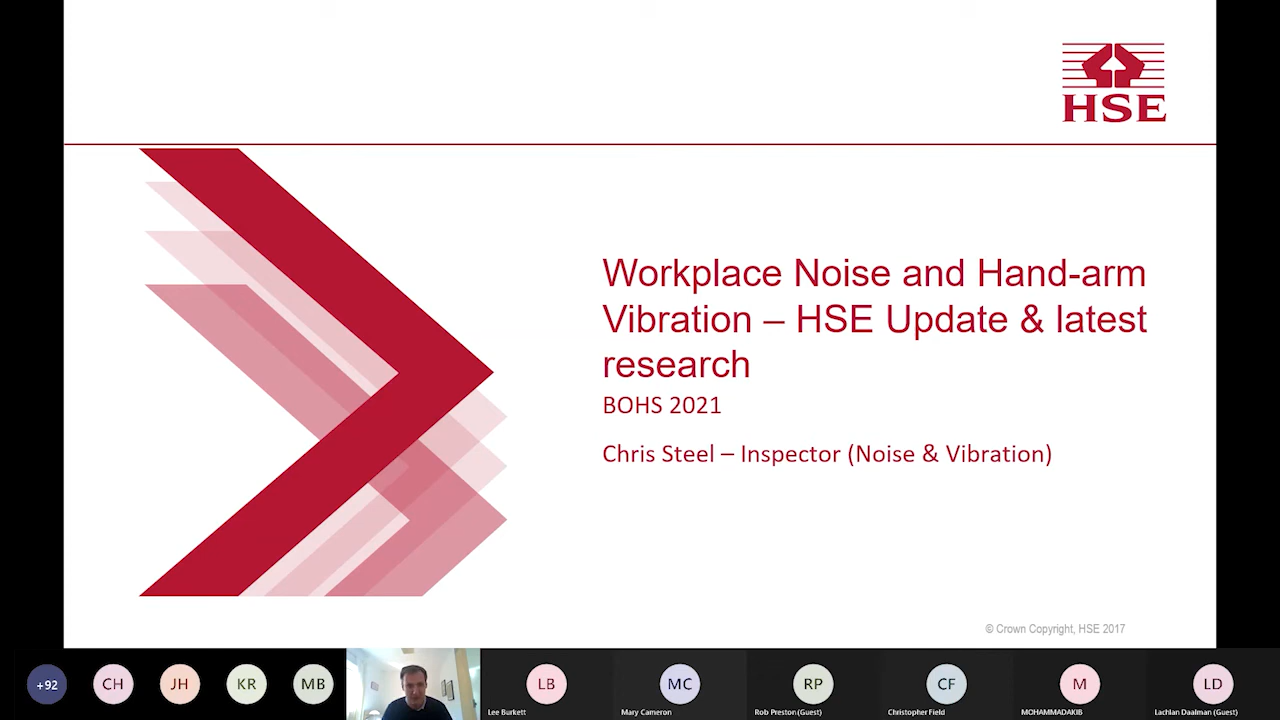 HSE
Workplace Noise and Hand-arm
Vibration – HSE Update & latest
research
BOHS 2021
Chris Steel – Inspector (Noise & Vibration)
© Crown Copyright, HSE 2017
+92
CH
JH
KR
MB
LB
MC
RP
CF
M
LD
Lee Burkett
Mary Cameron
Rob Preston (Guest)
Christopher Field
MOHAMMADAKIB
Lachlan Daalman (Guest)